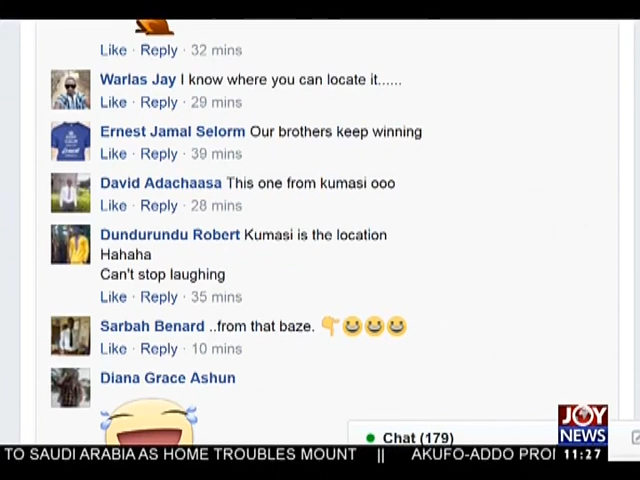 Like · Reply · 32 mins
Warlas Jay I know where you can locate it......
Like · Reply · 29 mins
Ernest Jamal Selorm Our brothers keep winning
Like · Reply · 39 mins
David Adachaasa This one from kumasi ooo
Like · Reply · 28 mins
Dundurundu Robert Kumasi is the location
Hahaha
Can't stop laughing
Like · Reply · 35 mins
Sarbah Benard ..from that baze. 👇😄😄😄
Like · Reply · 10 mins
Diana Grace Ashun
Chat (179)
JOY
NEWS
TO SAUDI ARABIA AS HOME TROUBLES MOUNT || AKUFO-ADDO PROI
11:27